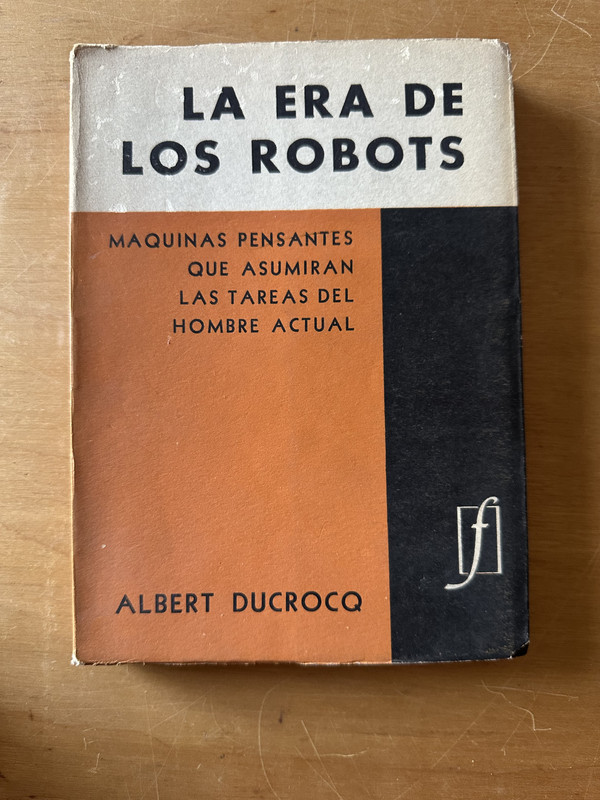 LA ERA DE
LOS ROBOTS
MAQUINAS PENSANTES
QUE ASUMIRAN
LAS TAREAS DEL
HOMBRE ACTUAL
f
ALBERT DUCROCQ